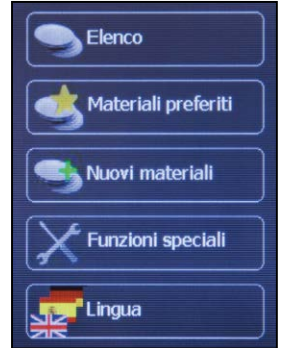 Elenco
Materiali preferiti
Nuovi materiali
Funzioni speciali
Lingua